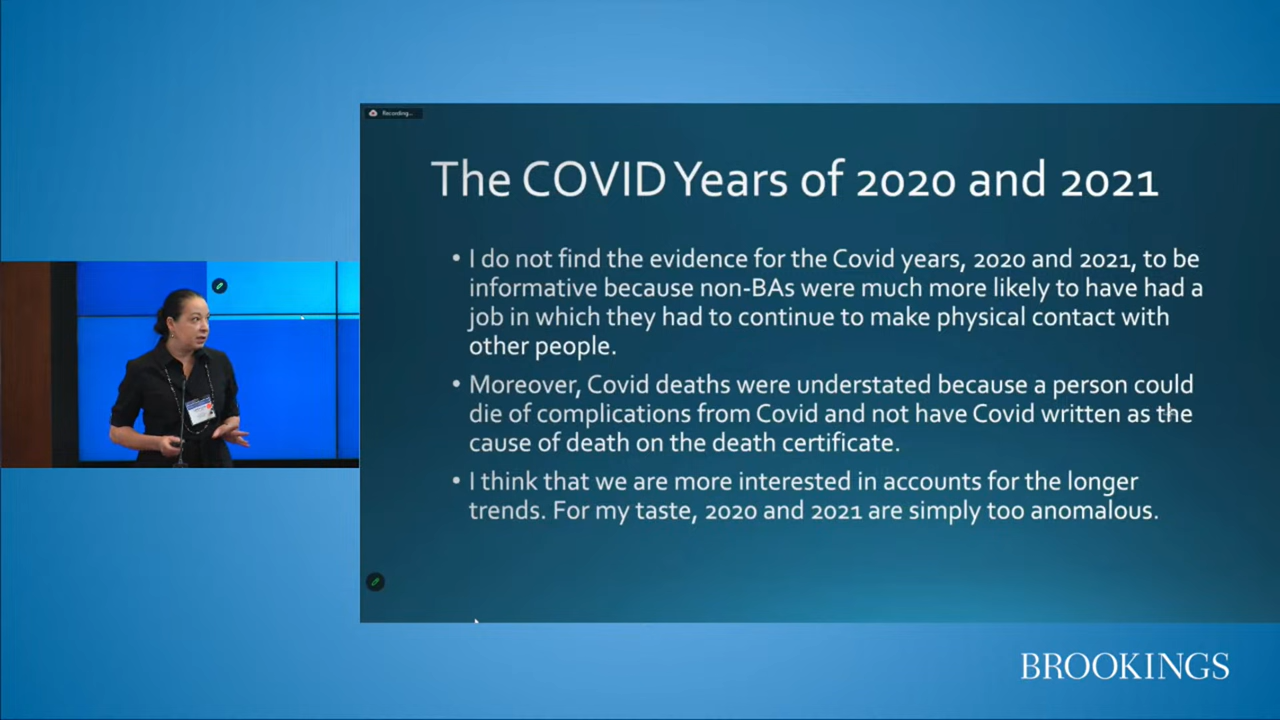 Recording...
The COVID Years of 2020 and 2021
• I do not find the evidence for the Covid years, 2020 and 2021, to be
informative because non-BAs were much more likely to have had a
job in which they had to continue to make physical contact with
other people.
• Moreover, Covid deaths were understated because a person could
die of complications from Covid and not have Covid written as the
cause of death on the death certificate.
• I think that we are more interested in accounts for the longer
trends. For my taste, 2020 and 2021 are simply too anomalous.
BROOKINGS